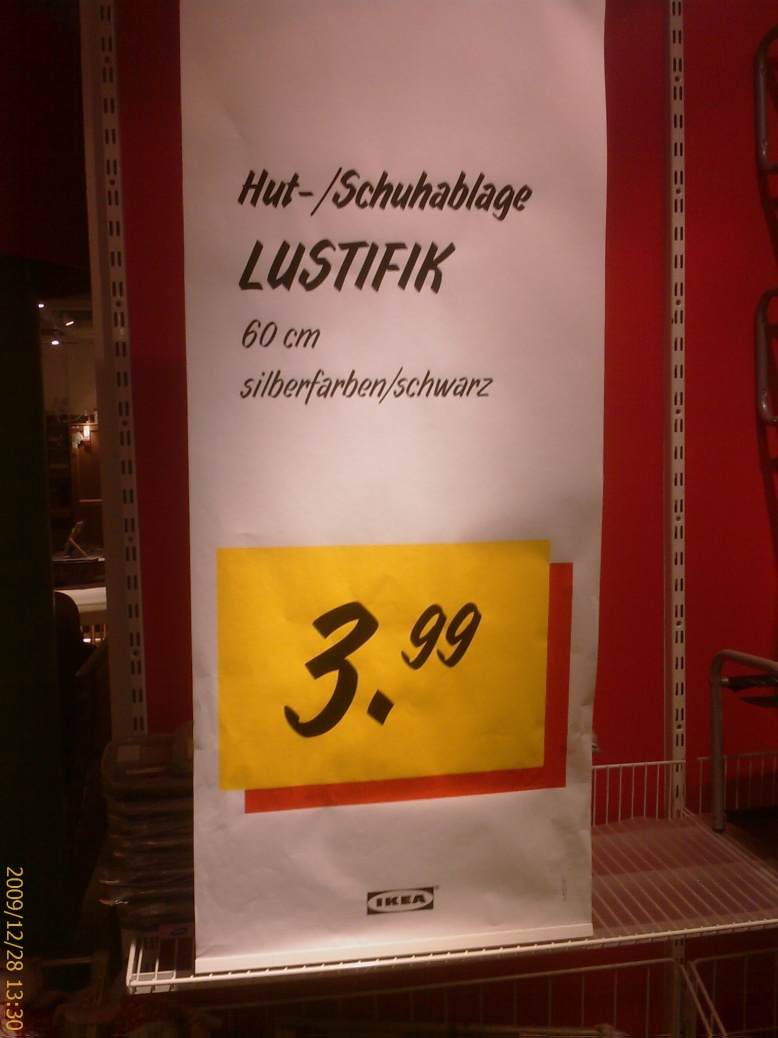 Hut-/Schuhablage
LUSTIFIK
60 cm
silberfarben/schwarz
3.99
IKEA
2009/12/28 13:30